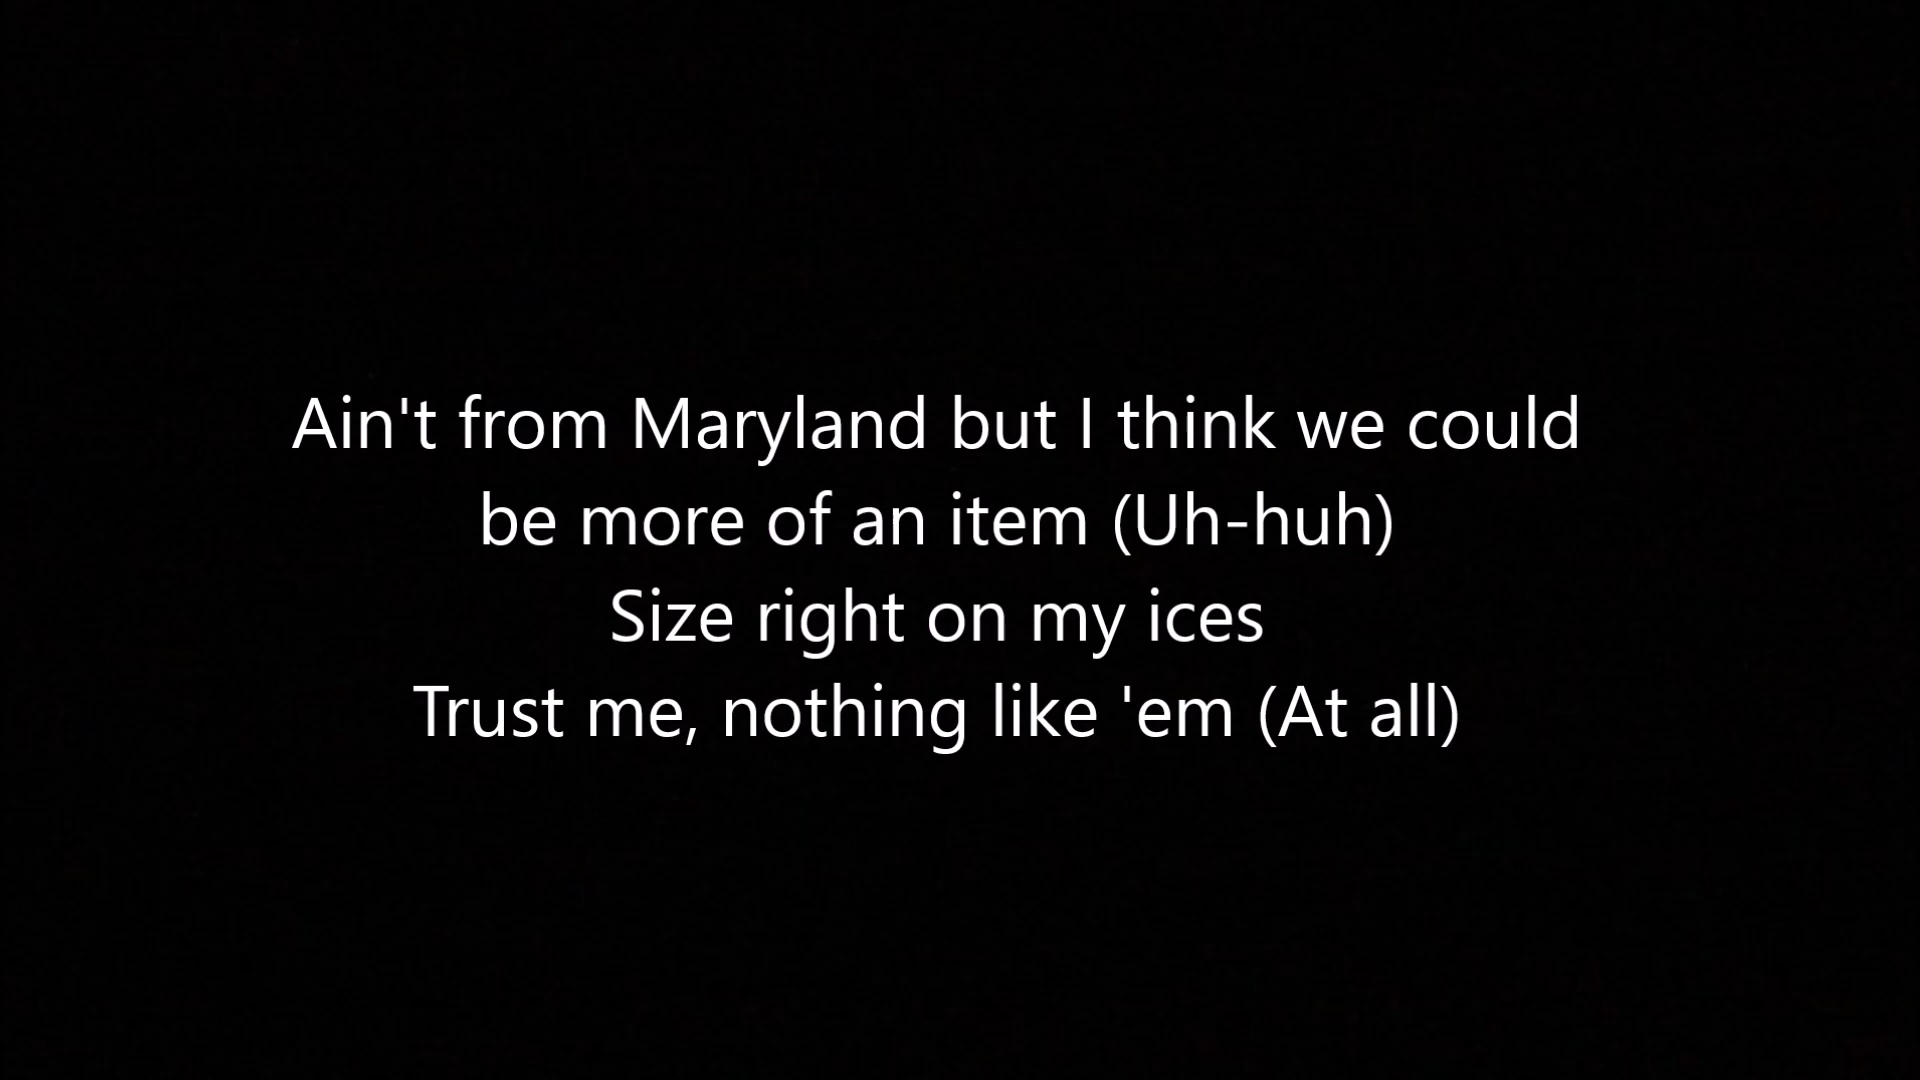 Ain't from Maryland but I think we could
be more of an item (Uh-huh)
Size right on my ices
Trust me, nothing like 'em (At all)